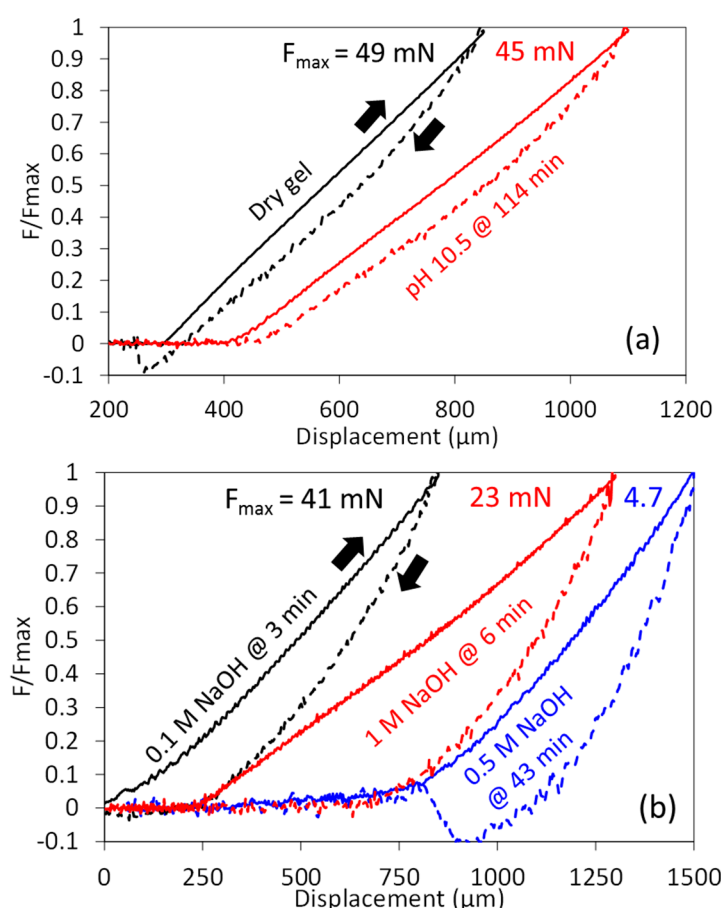 1
0.9
0.8
0.7
0.6
0.5
0.4
0.3
0.2
0.1
0
-0.1
F/Fmax
Fmax = 49 mN
45 mN
Dry gel
pH 10.5 @ 114 min
(a)
200
400
600
800
1000
1200
Displacement (µm)
1
0.9
0.8
0.7
0.6
0.5
0.4
0.3
0.2
0.1
0
-0.1
F/Fmax
Fmax = 41 mN
23 mN
4.7
0.1 M NaOH @ 3 min
1 M NaOH @ 6 min
0.5 M NaOH
@ 43 min
(b)
0
250
500
750
1000
1250
1500
Displacement (µm)